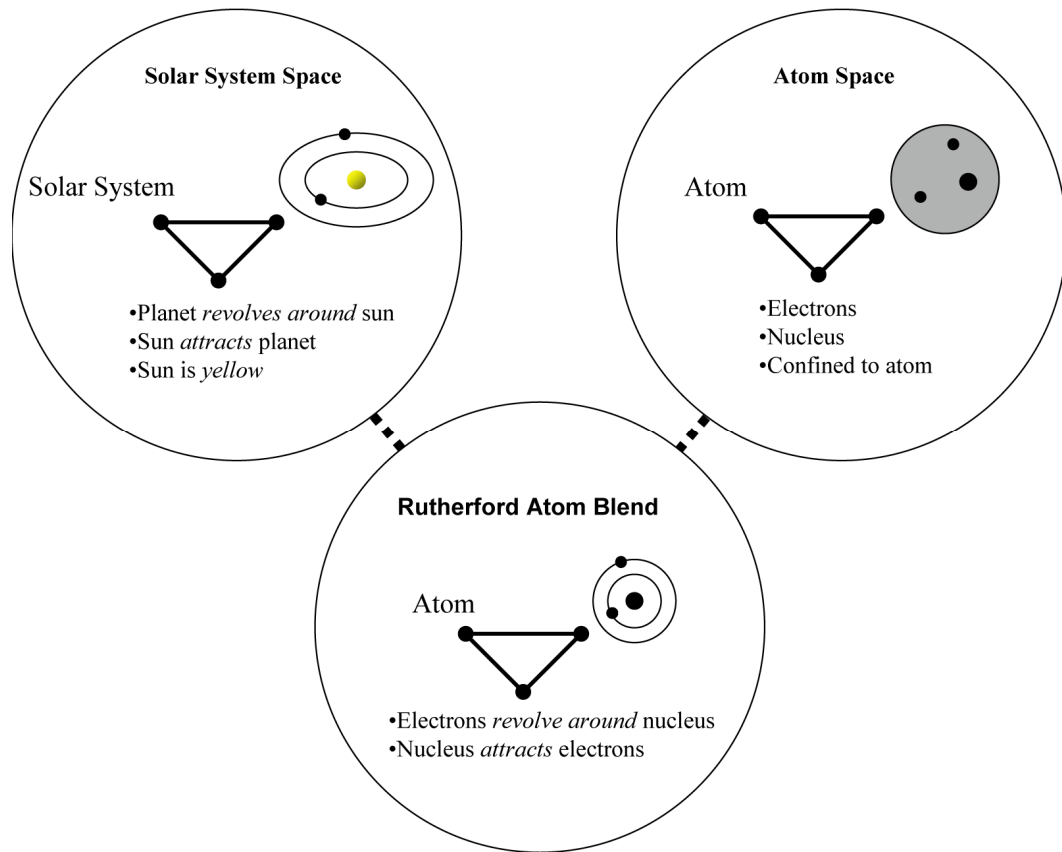 Solar System Space
Solar System
•Planet revolves around sun
•Sun attracts planet
•Sun is yellow
Atom Space
Atom
•Electrons
•Nucleus
•Confined to atom
Rutherford Atom Blend
Atom
•Electrons revolve around nucleus
•Nucleus attracts electrons